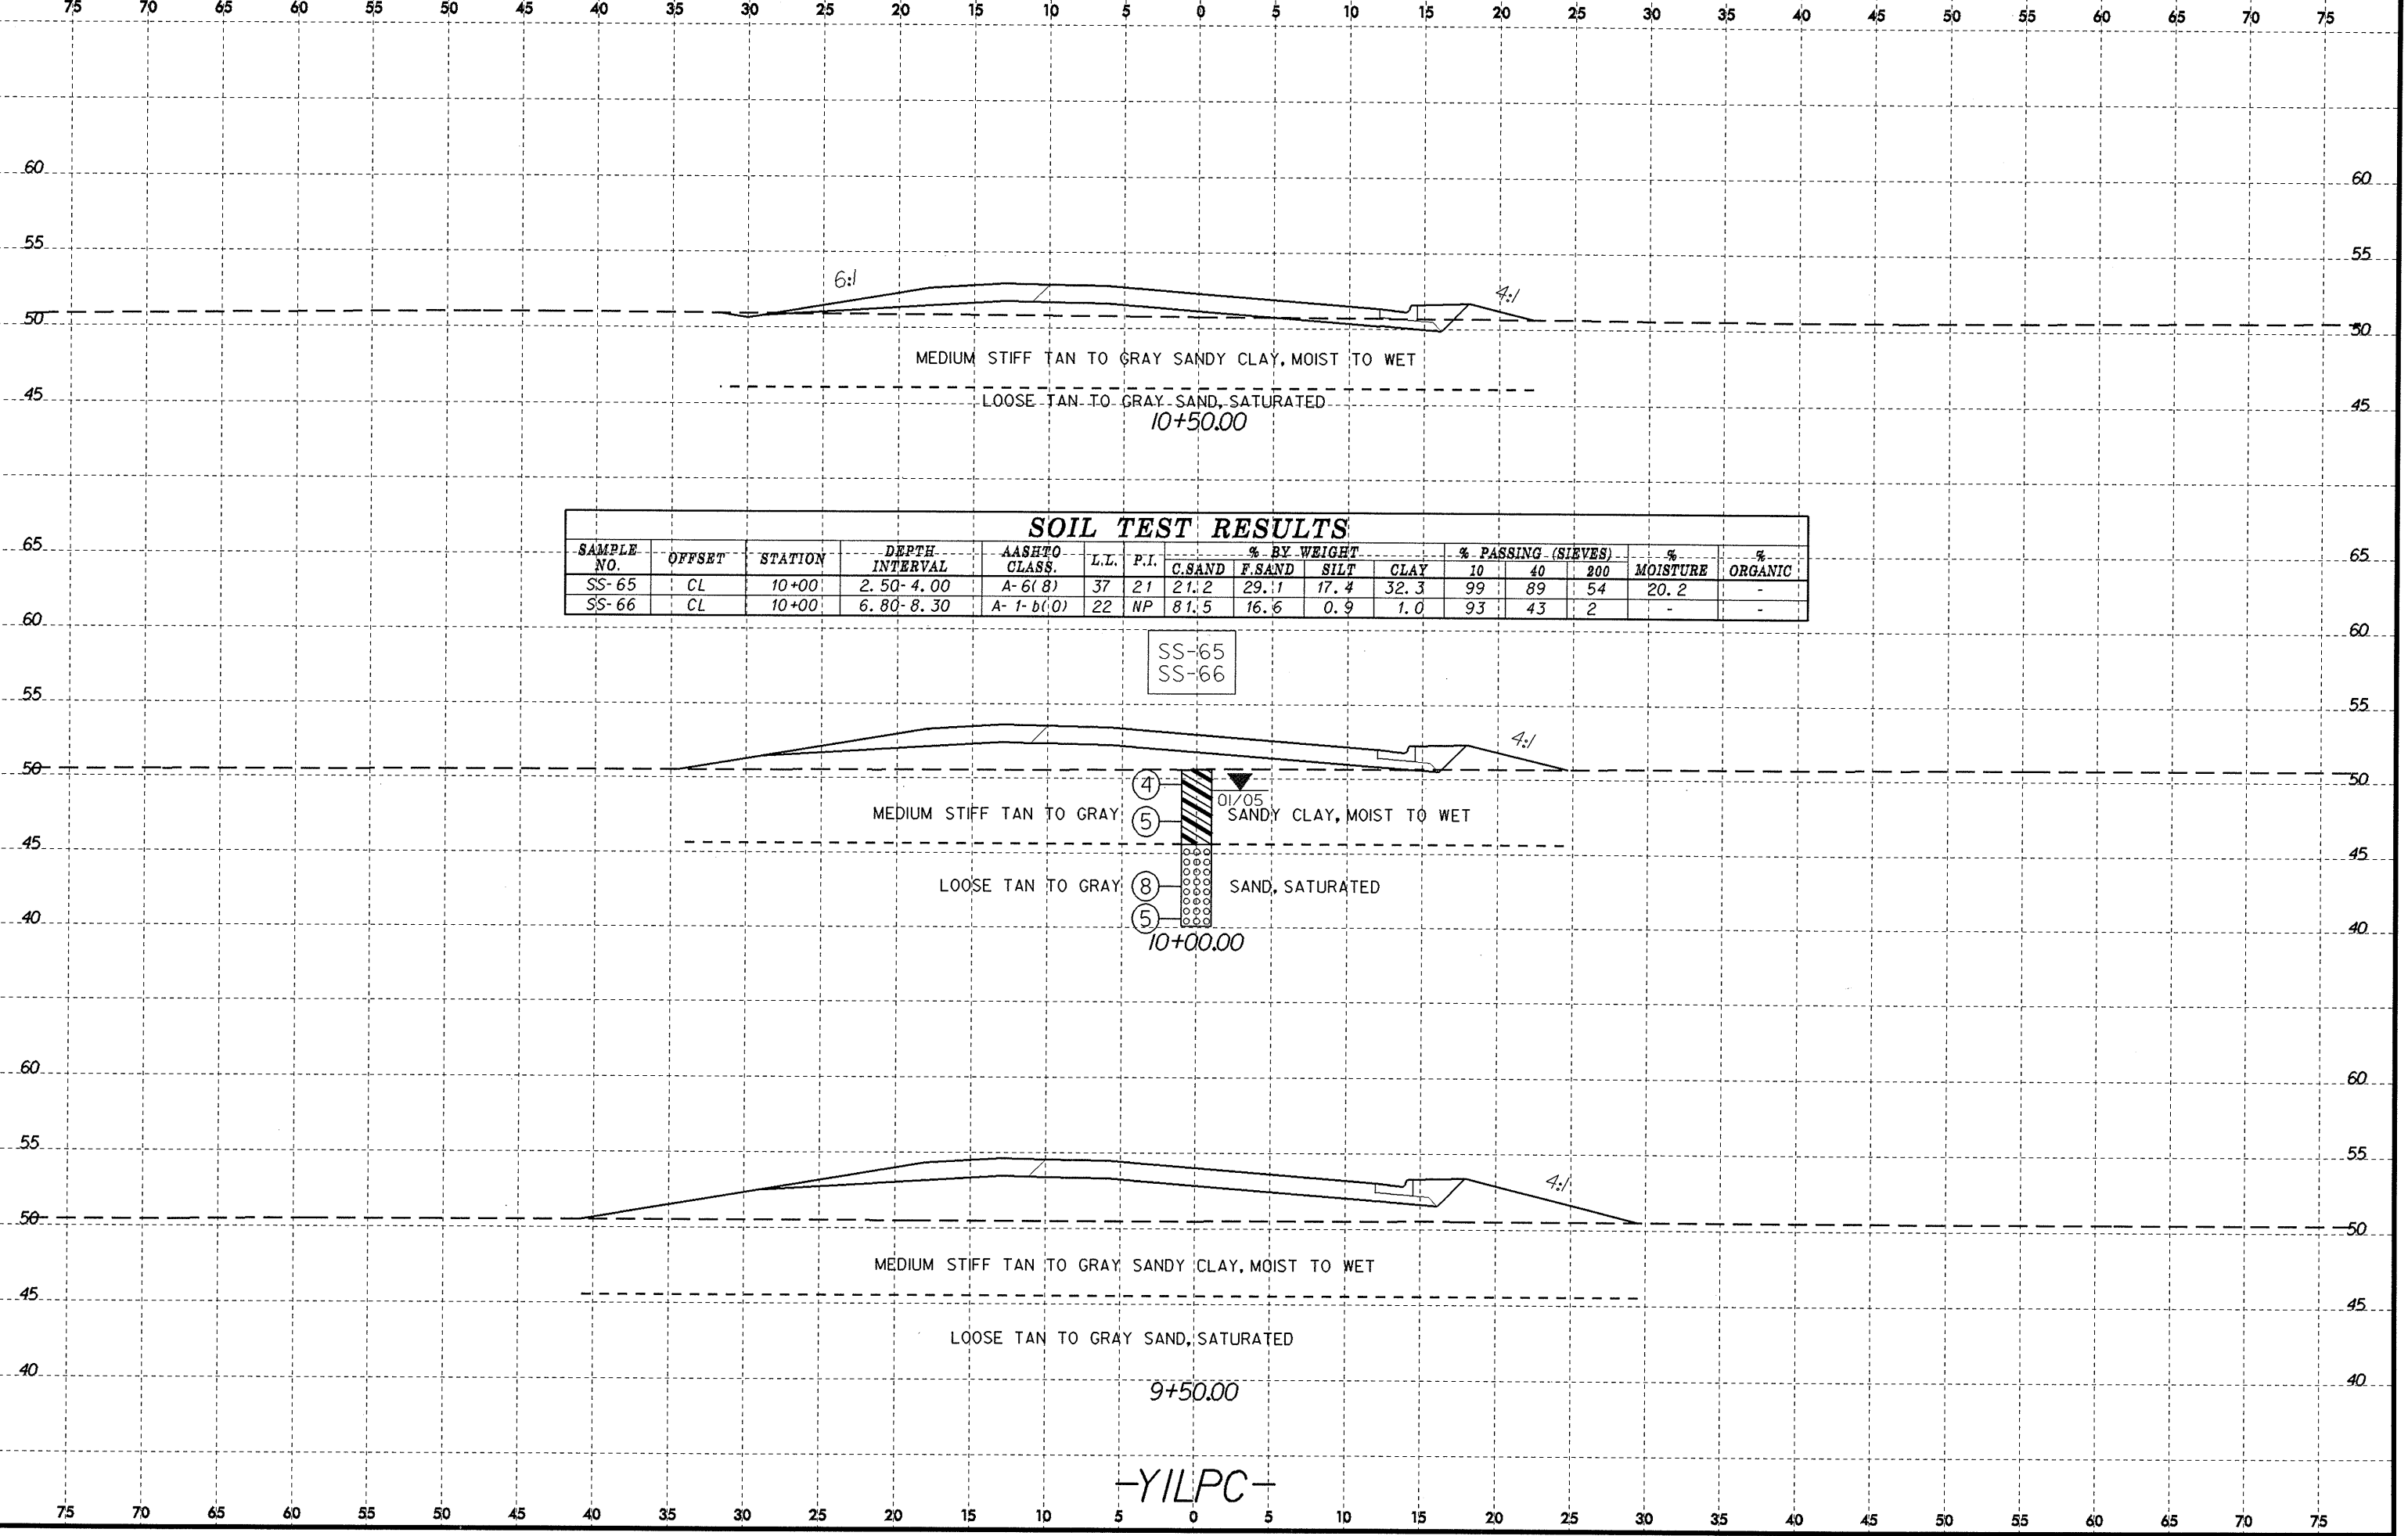 75 70 65 60 55 50 45 40 35 30 25 20 15 10 5 0 5 10 15 20 25 30 35 40 45 50 55 60 65 70 75
60 60
55 55
6:1 4:1
50 50
MEDIUM STIFF TAN TO GRAY SANDY CLAY, MOIST TO WET
45 45
LOOSE TAN TO GRAY SAND, SATURATED
10+50.00
SOIL TEST RESULTS
65 65
SAMPLE NO. OFFSET STATION DEPTH INTERVAL AASHTO CLASS. L.L. P.I. % BY WEIGHT % PASSING (SIEVES) % MOISTURE % ORGANIC
C.SAND F.SAND SILT CLAY 10 40 200
SS-65 CL 10+00 2.50-4.00 A-6(8) 37 21 21.2 29.1 17.4 32.3 99 89 54 20.2 -
SS-66 CL 10+00 6.80-8.30 A-1-b(0) 22 NP 81.5 16.6 0.9 1.0 93 43 2 - -
60 60
SS-65
SS-66
55 55
4:1
50 50
4
01/05
MEDIUM STIFF TAN TO GRAY 5 SANDY CLAY, MOIST TO WET
45 45
LOOSE TAN TO GRAY 8 SAND, SATURATED
40 5 40
10+00.00
60 60
55 55
4:1
50 50
MEDIUM STIFF TAN TO GRAY SANDY CLAY, MOIST TO WET
45 45
LOOSE TAN TO GRAY SAND, SATURATED
40 40
9+50.00
-Y1LPC-
75 70 65 60 55 50 45 40 35 30 25 20 15 10 5 0 5 10 15 20 25 30 35 40 45 50 55 60 65 70 75